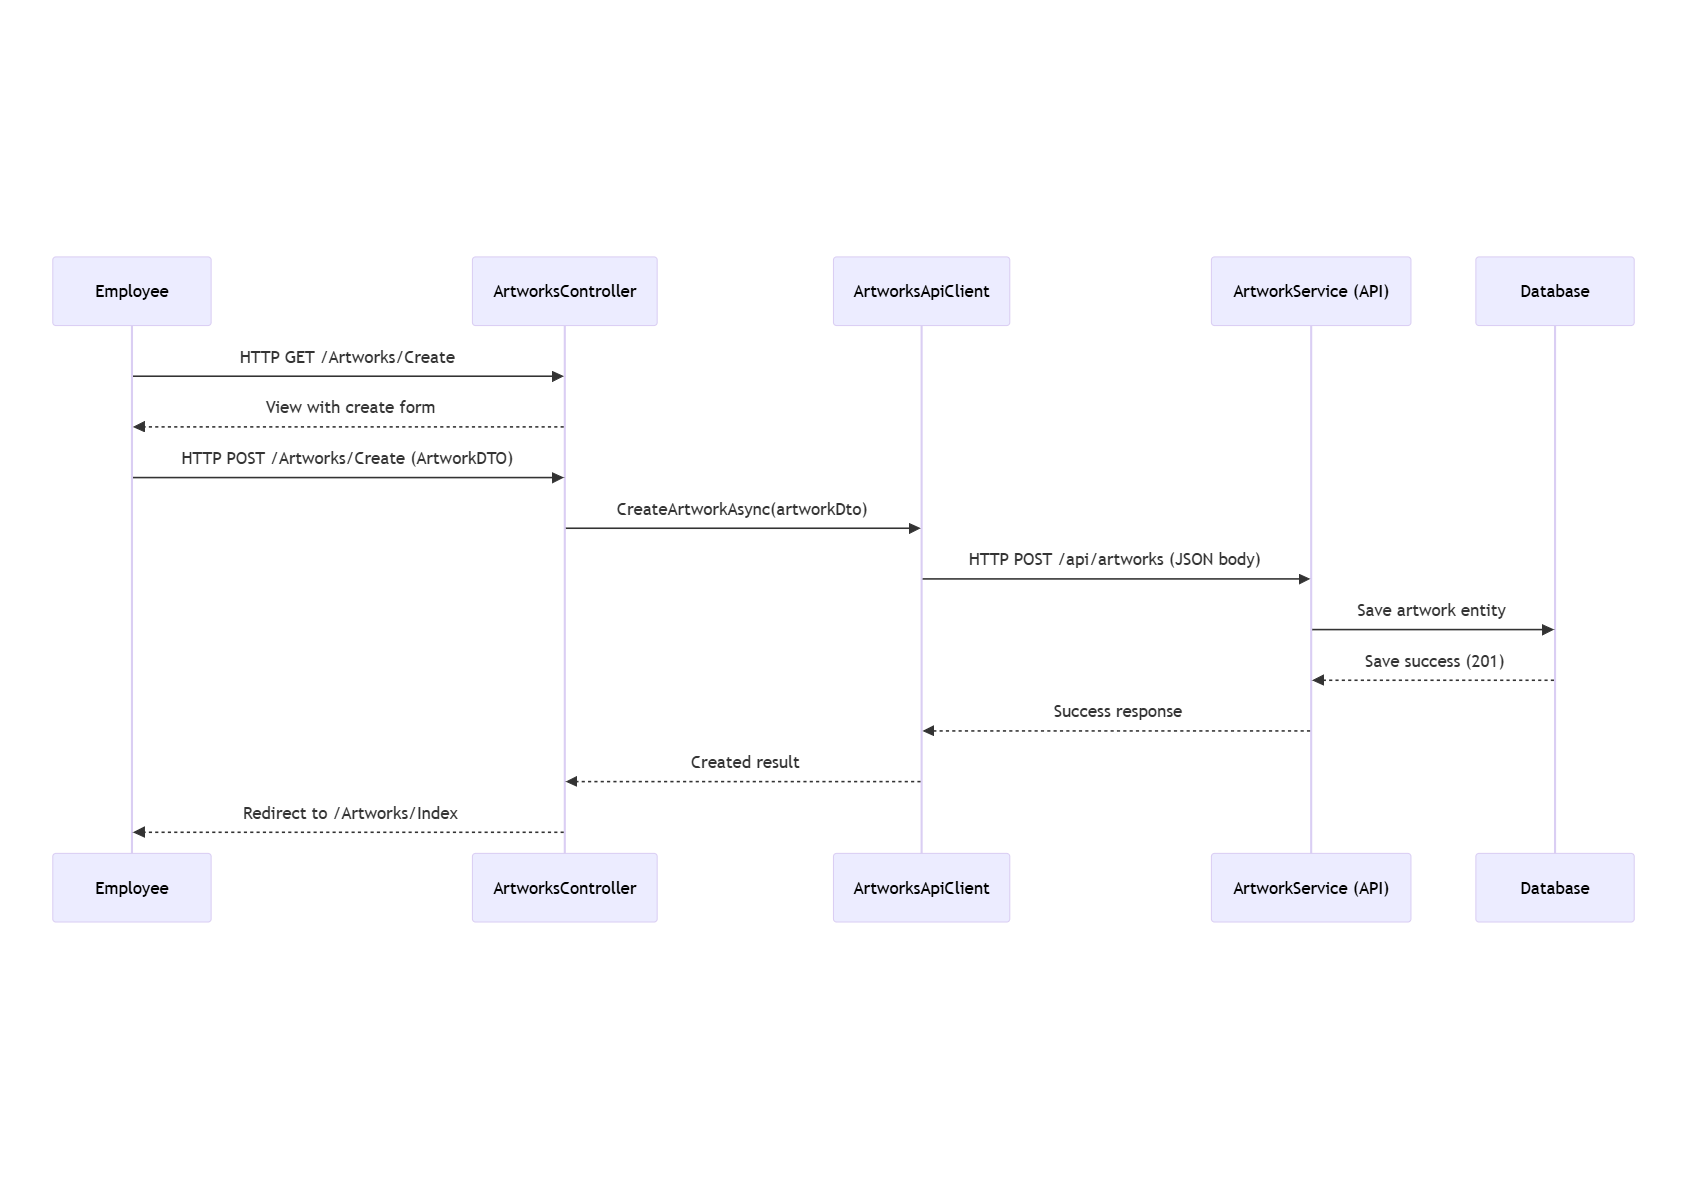 Employee
ArtworksController
ArtworksApiClient
ArtworkService (API)
Database
HTTP GET /Artworks/Create
View with create form
HTTP POST /Artworks/Create (ArtworkDTO)
CreateArtworkAsync(artworkDto)
HTTP POST /api/artworks (JSON body)
Save artwork entity
Save success (201)
Success response
Created result
Redirect to /Artworks/Index
Employee
ArtworksController
ArtworksApiClient
ArtworkService (API)
Database